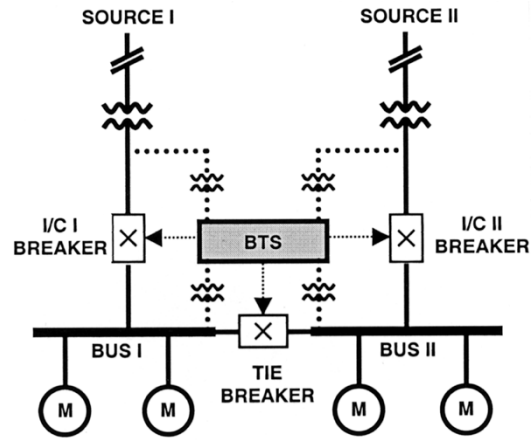 SOURCE I
SOURCE II
I/C I
BREAKER
BTS
I/C II
BREAKER
BUS I
TIE
BREAKER
BUS II
M
M
M
M